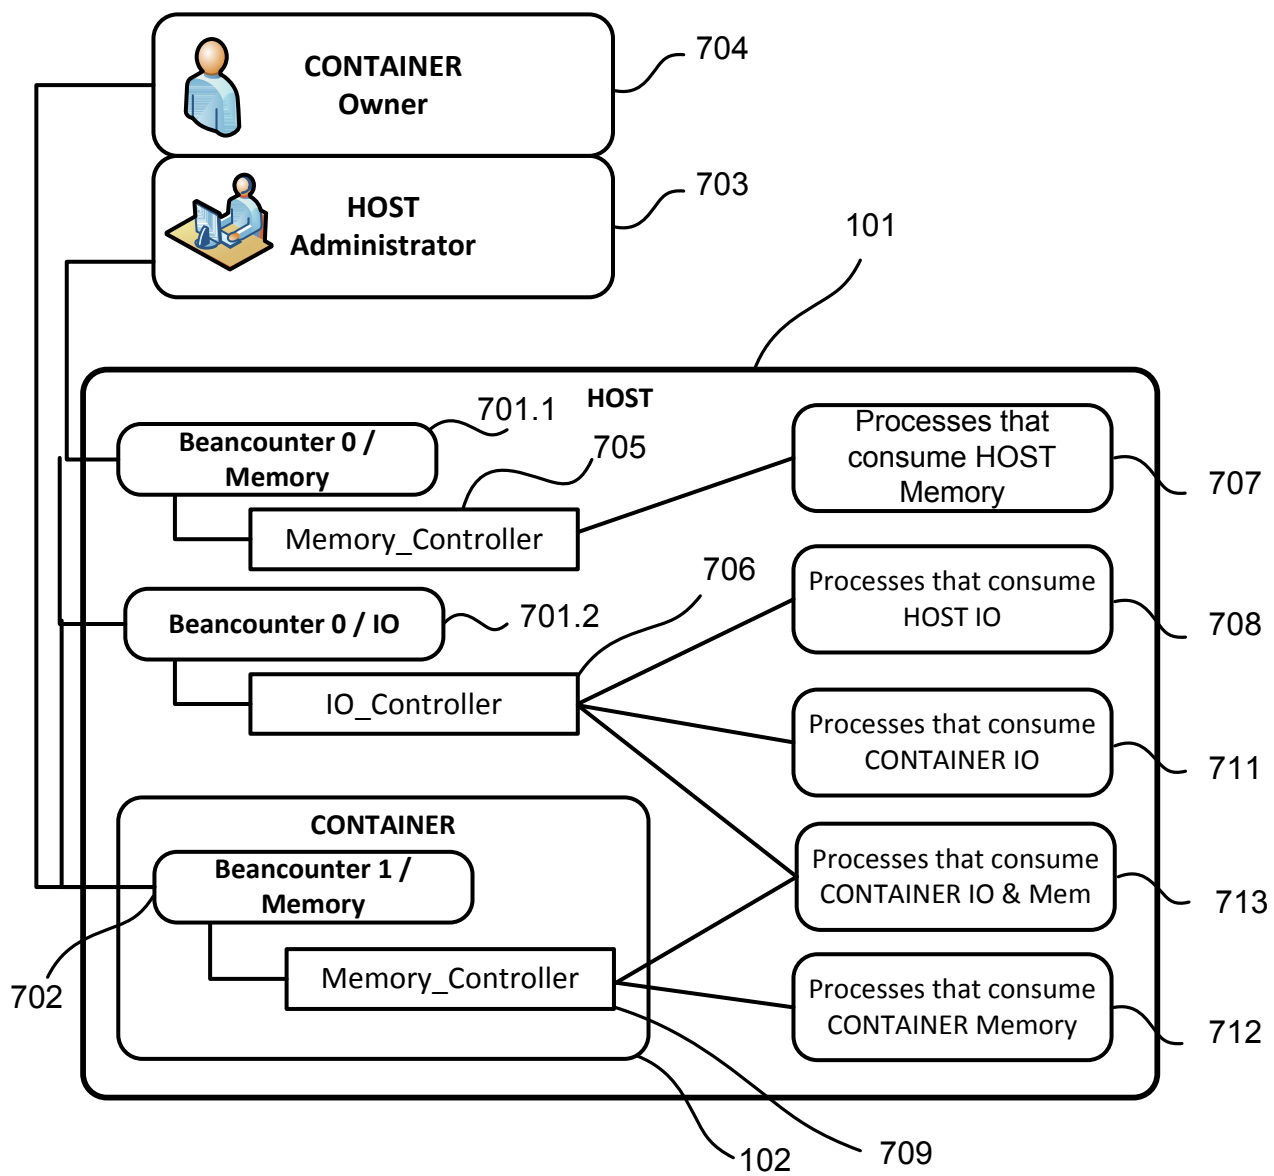 CONTAINER
Owner
704
HOST
Administrator
703
101
HOST
Beancounter 0 /
Memory
701.1
705
Memory_Controller
Processes that
consume HOST
Memory
707
Beancounter 0 / IO
701.2
706
IO_Controller
Processes that consume
HOST IO
708
Processes that consume
CONTAINER IO
711
CONTAINER
Beancounter 1 /
Memory
702
Memory_Controller
Processes that consume
CONTAINER IO & Mem
713
Processes that consume
CONTAINER Memory
712
102
709